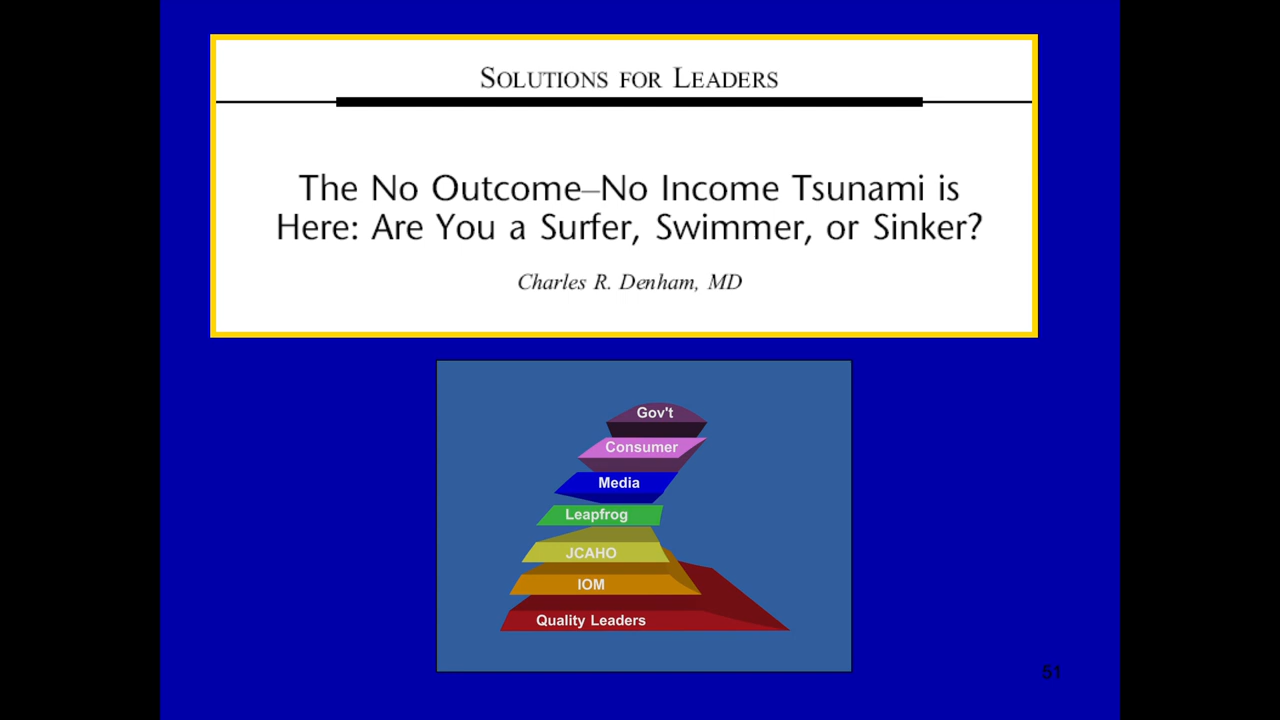 SOLUTIONS FOR LEADERS
The No Outcome–No Income Tsunami is
Here: Are You a Surfer, Swimmer, or Sinker?
Charles R. Denham, MD
Gov't
Consumer
Media
Leapfrog
JCAHO
IOM
Quality Leaders
51